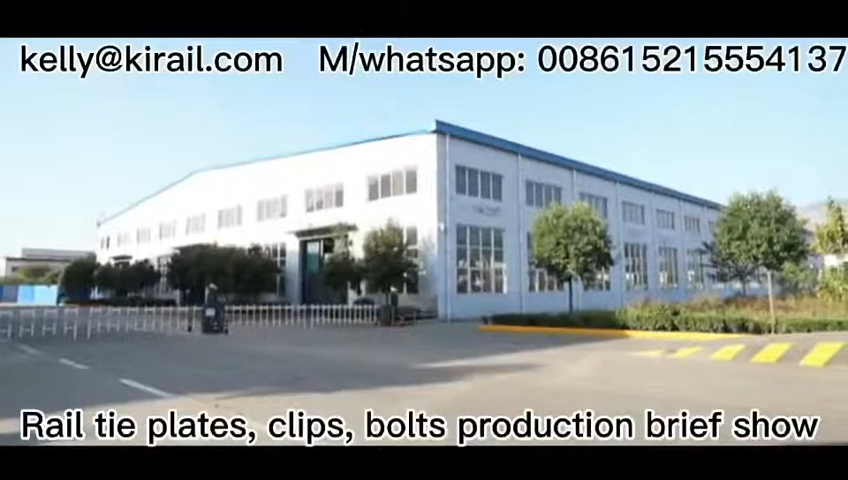 kelly@kirail.com M/whatsapp: 008615215554137
Rail tie plates, clips, bolts production brief show